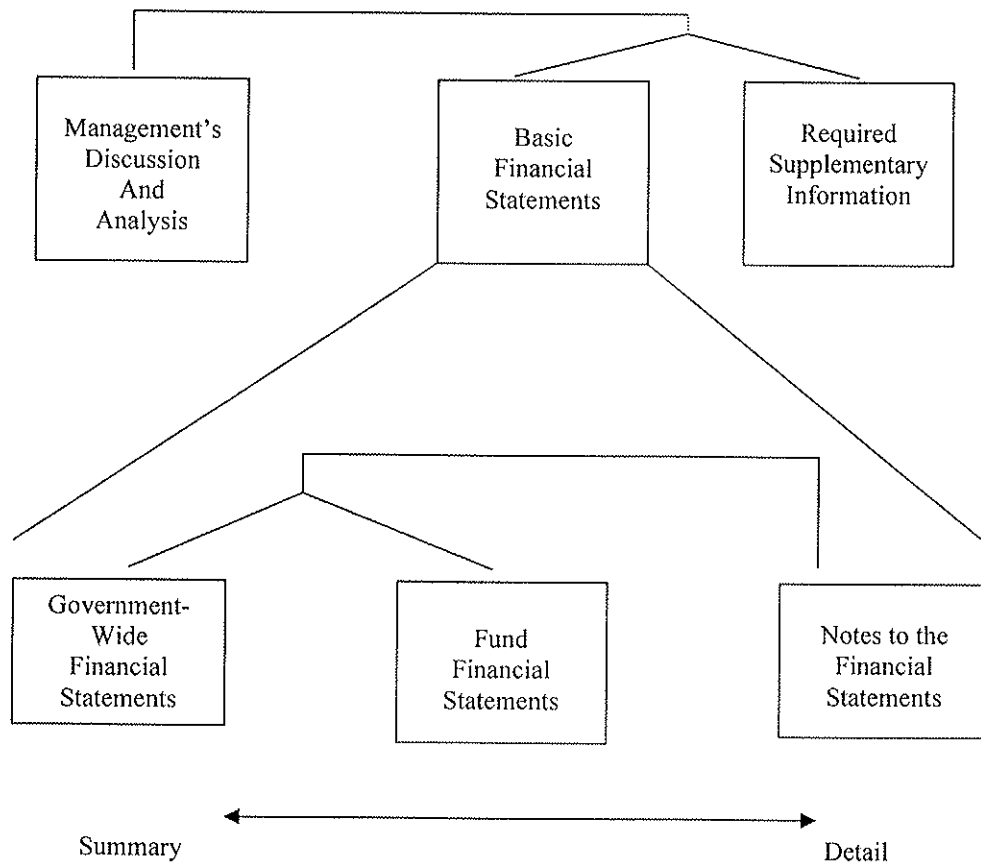 Management's
Discussion
And
Analysis
Basic
Financial
Statements
Required
Supplementary
Information
Government-
Wide
Financial
Statements
Fund
Financial
Statements
Notes to the
Financial
Statements
Summary
Detail